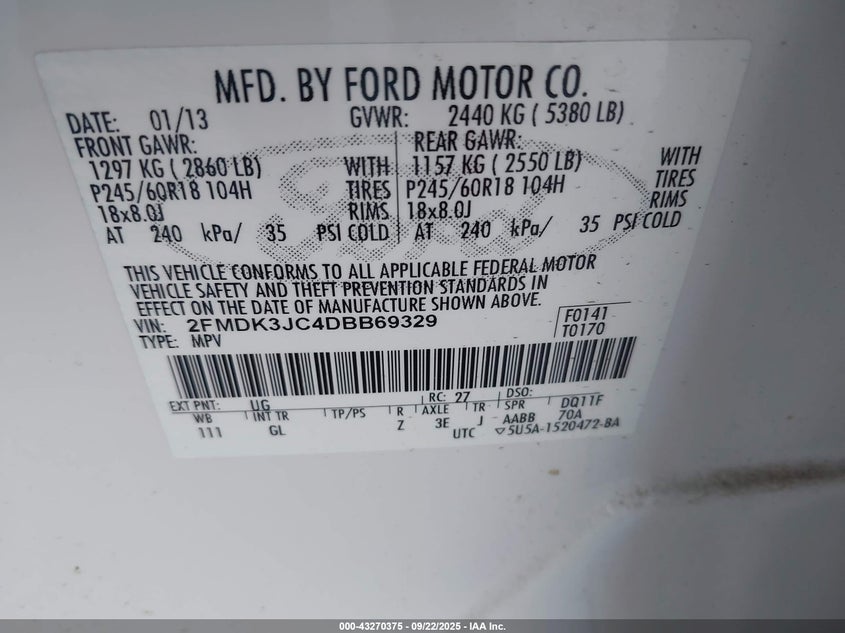 MFD. BY FORD MOTOR CO.
DATE: 01/13 GVWR: 2440 KG ( 5380 LB)
FRONT GAWR: REAR GAWR:
1297 KG ( 2860 LB) WITH 1157 KG ( 2550 LB) WITH
P245/60R18 104H TIRES P245/60R18 104H TIRES
18x8.0J RIMS 18x8.0J RIMS
AT 240 kPa/ 35 PSI COLD AT 240 kPa/ 35 PSI COLD
THIS VEHICLE CONFORMS TO ALL APPLICABLE FEDERAL MOTOR
VEHICLE SAFETY AND THEFT PREVENTION STANDARDS IN
EFFECT ON THE DATE OF MANUFACTURE SHOWN ABOVE.
VIN: 2FMDK3JC4DBB69329 F0141
TYPE: MPV T0170
EXT PNT: UG RC: 27 DSO:
WB INT TR TP/PS R AXLE TR SPR DQ11F
111 GL Z 3E J AABB 70A
UTC ▽5U5A-1520472-BA
000-43270375 - 09/22/2025 - IAA Inc.